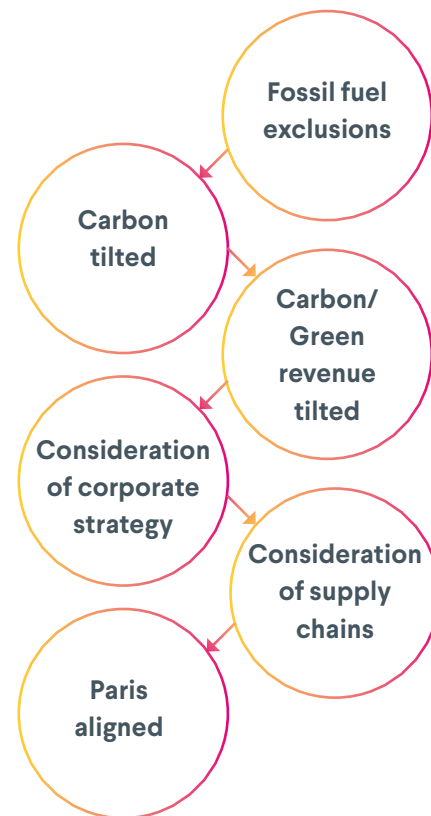 Fossil fuel
exclusions
Carbon
tilted
Carbon/
Green
revenue
tilted
Consideration
of corporate
strategy
Consideration
of supply
chains
Paris
aligned